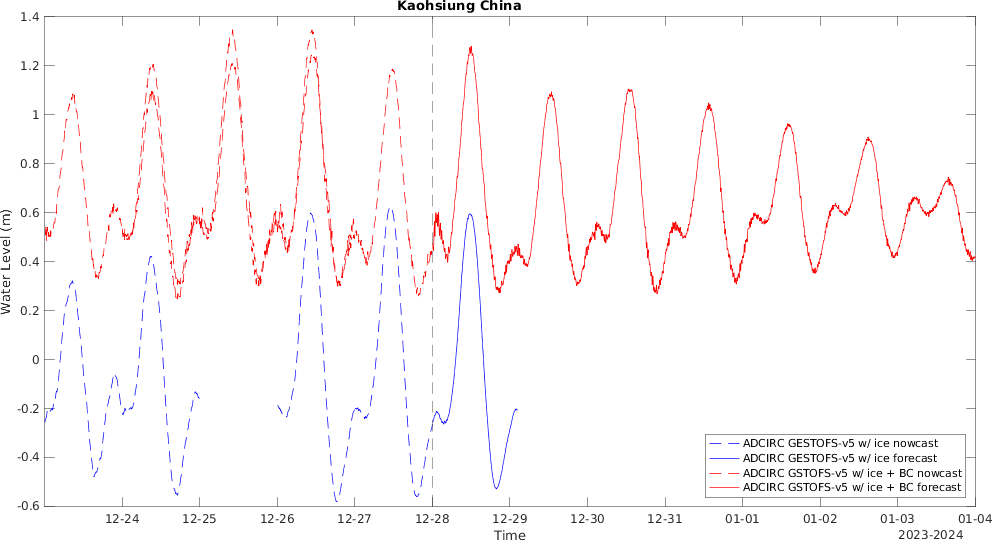 Kaohsiung China
1.4
1.2
1
0.8
0.6
0.4
0.2
0
-0.2
-0.4
-0.6
Water Level (m)
ADCIRC GESTOFS-v5 w/ ice nowcast
ADCIRC GESTOFS-v5 w/ ice forecast
ADCIRC GSTOFS-v5 w/ ice + BC nowcast
ADCIRC GSTOFS-v5 w/ ice + BC forecast
12-24 12-25 12-26 12-27 12-28 12-29 12-30 12-31 01-01 01-02 01-03 01-04
Time
2023-2024